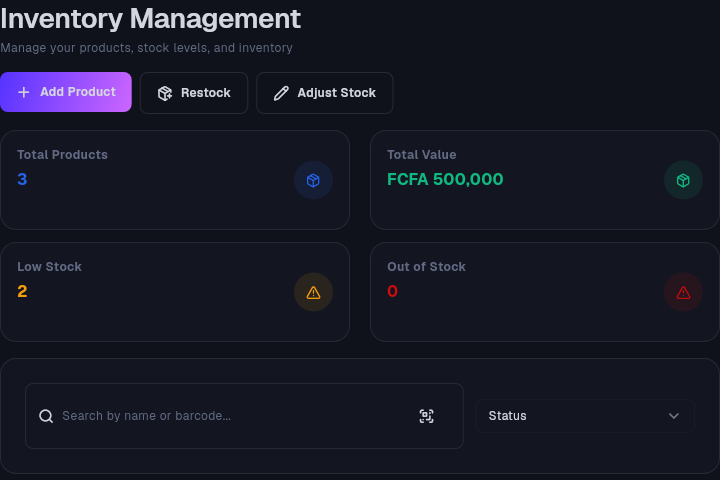 Inventory Management
Manage your products, stock levels, and inventory
Add Product
Restock
Adjust Stock
Total Products
3
Total Value
FCFA 500,000
Low Stock
2
Out of Stock
0
Search by name or barcode...
Status